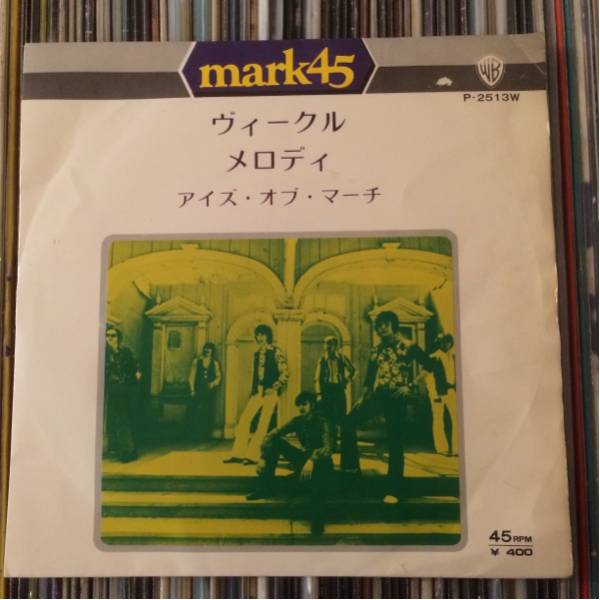 mark45
WB
P-2513W
ヴィークル
メロディ
アイズ・オブ・マーチ
45RPM
¥ 400